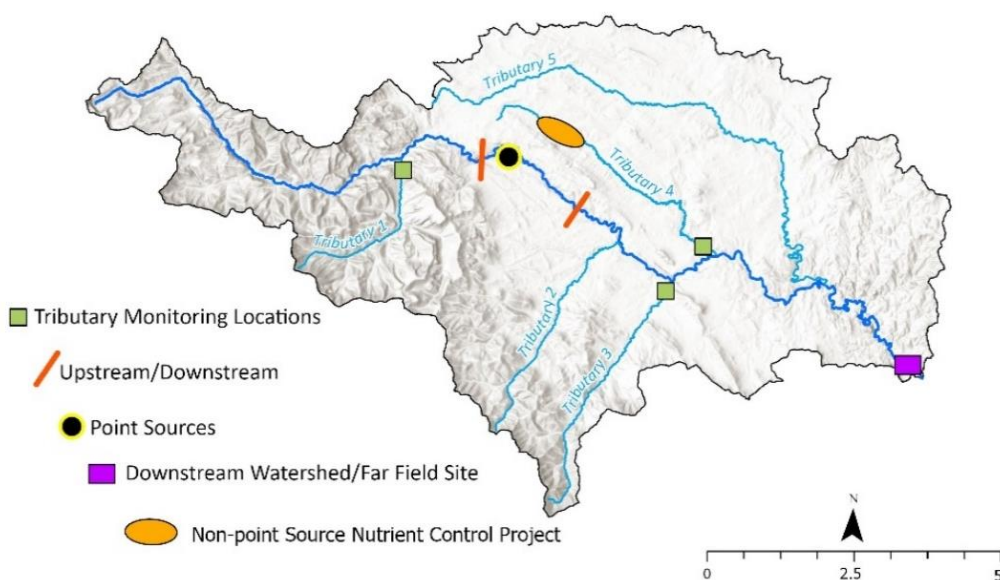 Tributary 5
Tributary 4
Tributary 1
Tributary 2
Tributary 3
Tributary Monitoring Locations
Upstream/Downstream
Point Sources
Downstream Watershed/Far Field Site
Non-point Source Nutrient Control Project
N
0 2.5 5